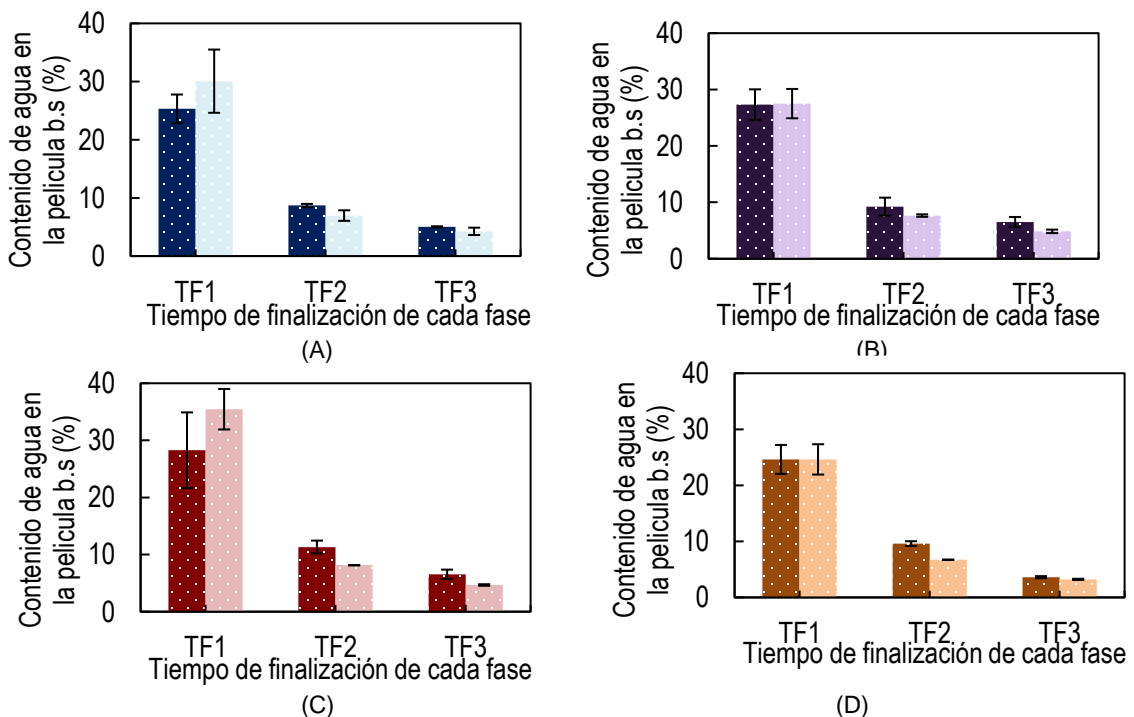 Contenido de agua en
la pelicula b.s (%)
40
30
20
10
0
TF1 TF2 TF3
Tiempo de finalización de cada fase
(A)
Contenido de agua en
la pelicula b.s (%)
40
30
20
10
0
TF1 TF2 TF3
Tiempo de finalización de cada fase
(B)
Contenido de agua en
la pelicula b.s (%)
40
30
20
10
0
TF1 TF2 TF3
Tiempo de finalización de cada fase
(C)
Contenido de agua en
la pelicula b.s (%)
40
30
20
10
0
TF1 TF2 TF3
Tiempo de finalización de cada fase
(D)